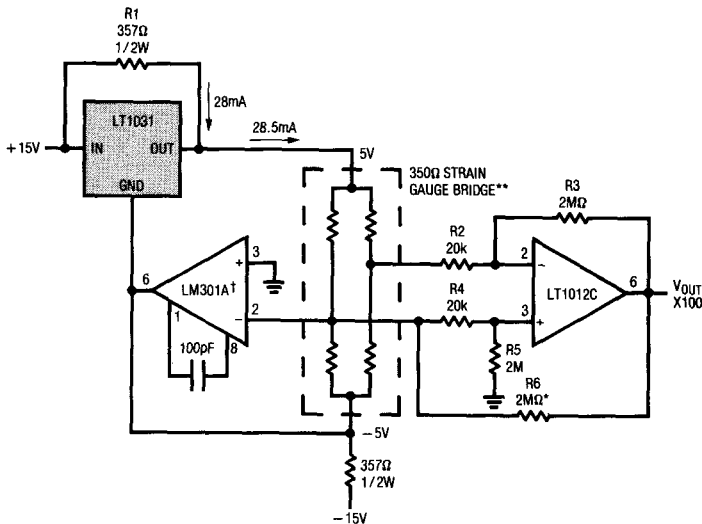 R1
357Ω
1/2W
28mA
LT1031
28.5mA
+15V
IN
OUT
GND
5V
350Ω STRAIN
GAUGE BRIDGE**
R3
2MΩ
R2
20k
2
−
6
VOUT
X100
LT1012C
R4
20k
3
+
R5
2M
R6
2MΩ*
6
+
3
LM301A†
−
2
1
8
100pF
−5V
357Ω
1/2W
−15V